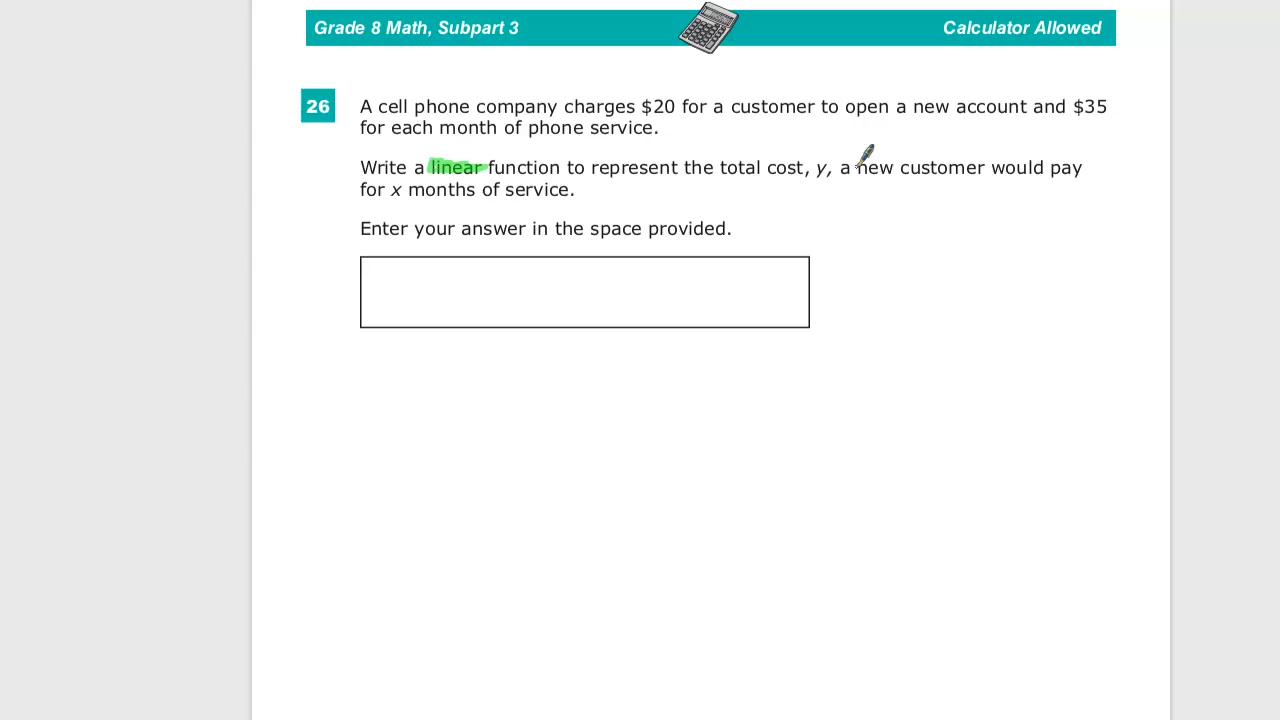 Grade 8 Math, Subpart 3 Calculator Allowed
26 A cell phone company charges $20 for a customer to open a new account and $35
for each month of phone service.
Write a linear function to represent the total cost, y, a new customer would pay
for x months of service.
Enter your answer in the space provided.